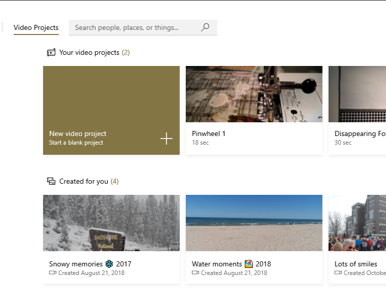 Video Projects
Search people, places, or things...
Your video projects (2)
New video project
Start a blank project
Pinwheel 1
18 sec
Disappearing Fo
30 sec
Created for you (4)
Snowy memories ❄ 2017
Created August 21, 2018
Water moments 🏖 2018
Created August 21, 2018
Lots of smiles
Created Octobe